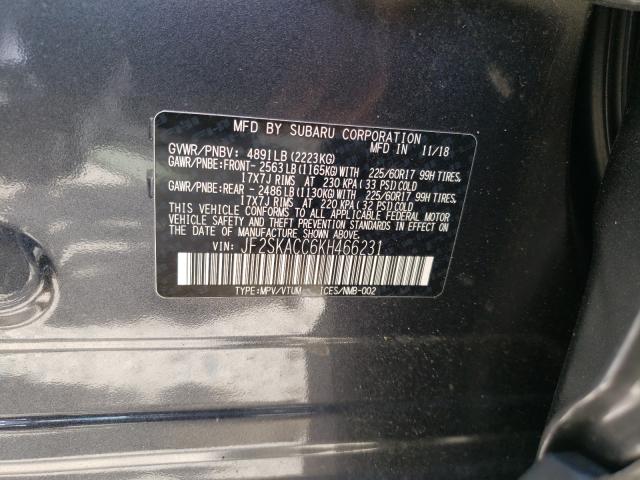 MFD BY SUBARU CORPORATION
GVWR/PNBV: 4891LB(2223KG) MFD IN 11/18
GAWR/PNBE:FRONT-2563LB(1165KG)WITH 225/60R17 99H TIRES,
17X7J RIMS AT 230 KPA(33 PSI)COLD
GAWR/PNBE:REAR -2486LB(1130KG)WITH 225/60R17 99H TIRES,
17X7J RIMS AT 220 KPA(32 PSI)COLD
THIS VEHICLE CONFORMS TO ALL APPLICABLE FEDERAL MOTOR
VEHICLE SAFETY, BUMPER, AND THEFT PREVENTION STANDARDS IN EFFECT ON
THE DATE OF MANUFACTURE SHOWN ABOVE.
VIN: JF2SKACC6KH466231
TYPE:MPV/VTUM ICES/NMB-002